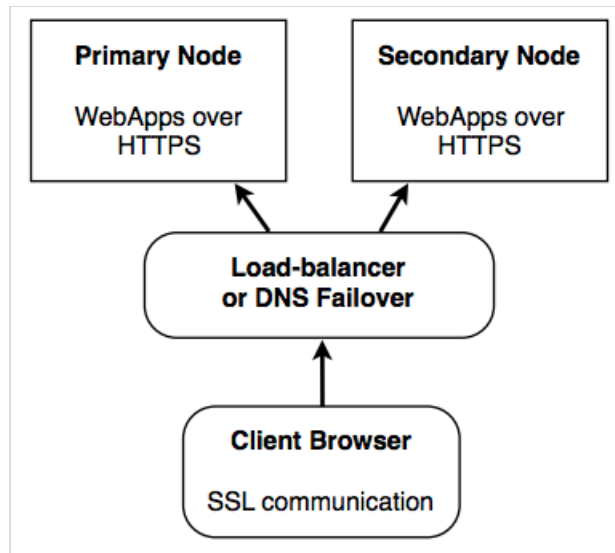 Primary Node
WebApps over
HTTPS
Secondary Node
WebApps over
HTTPS
Load-balancer
or DNS Failover
Client Browser
SSL communication